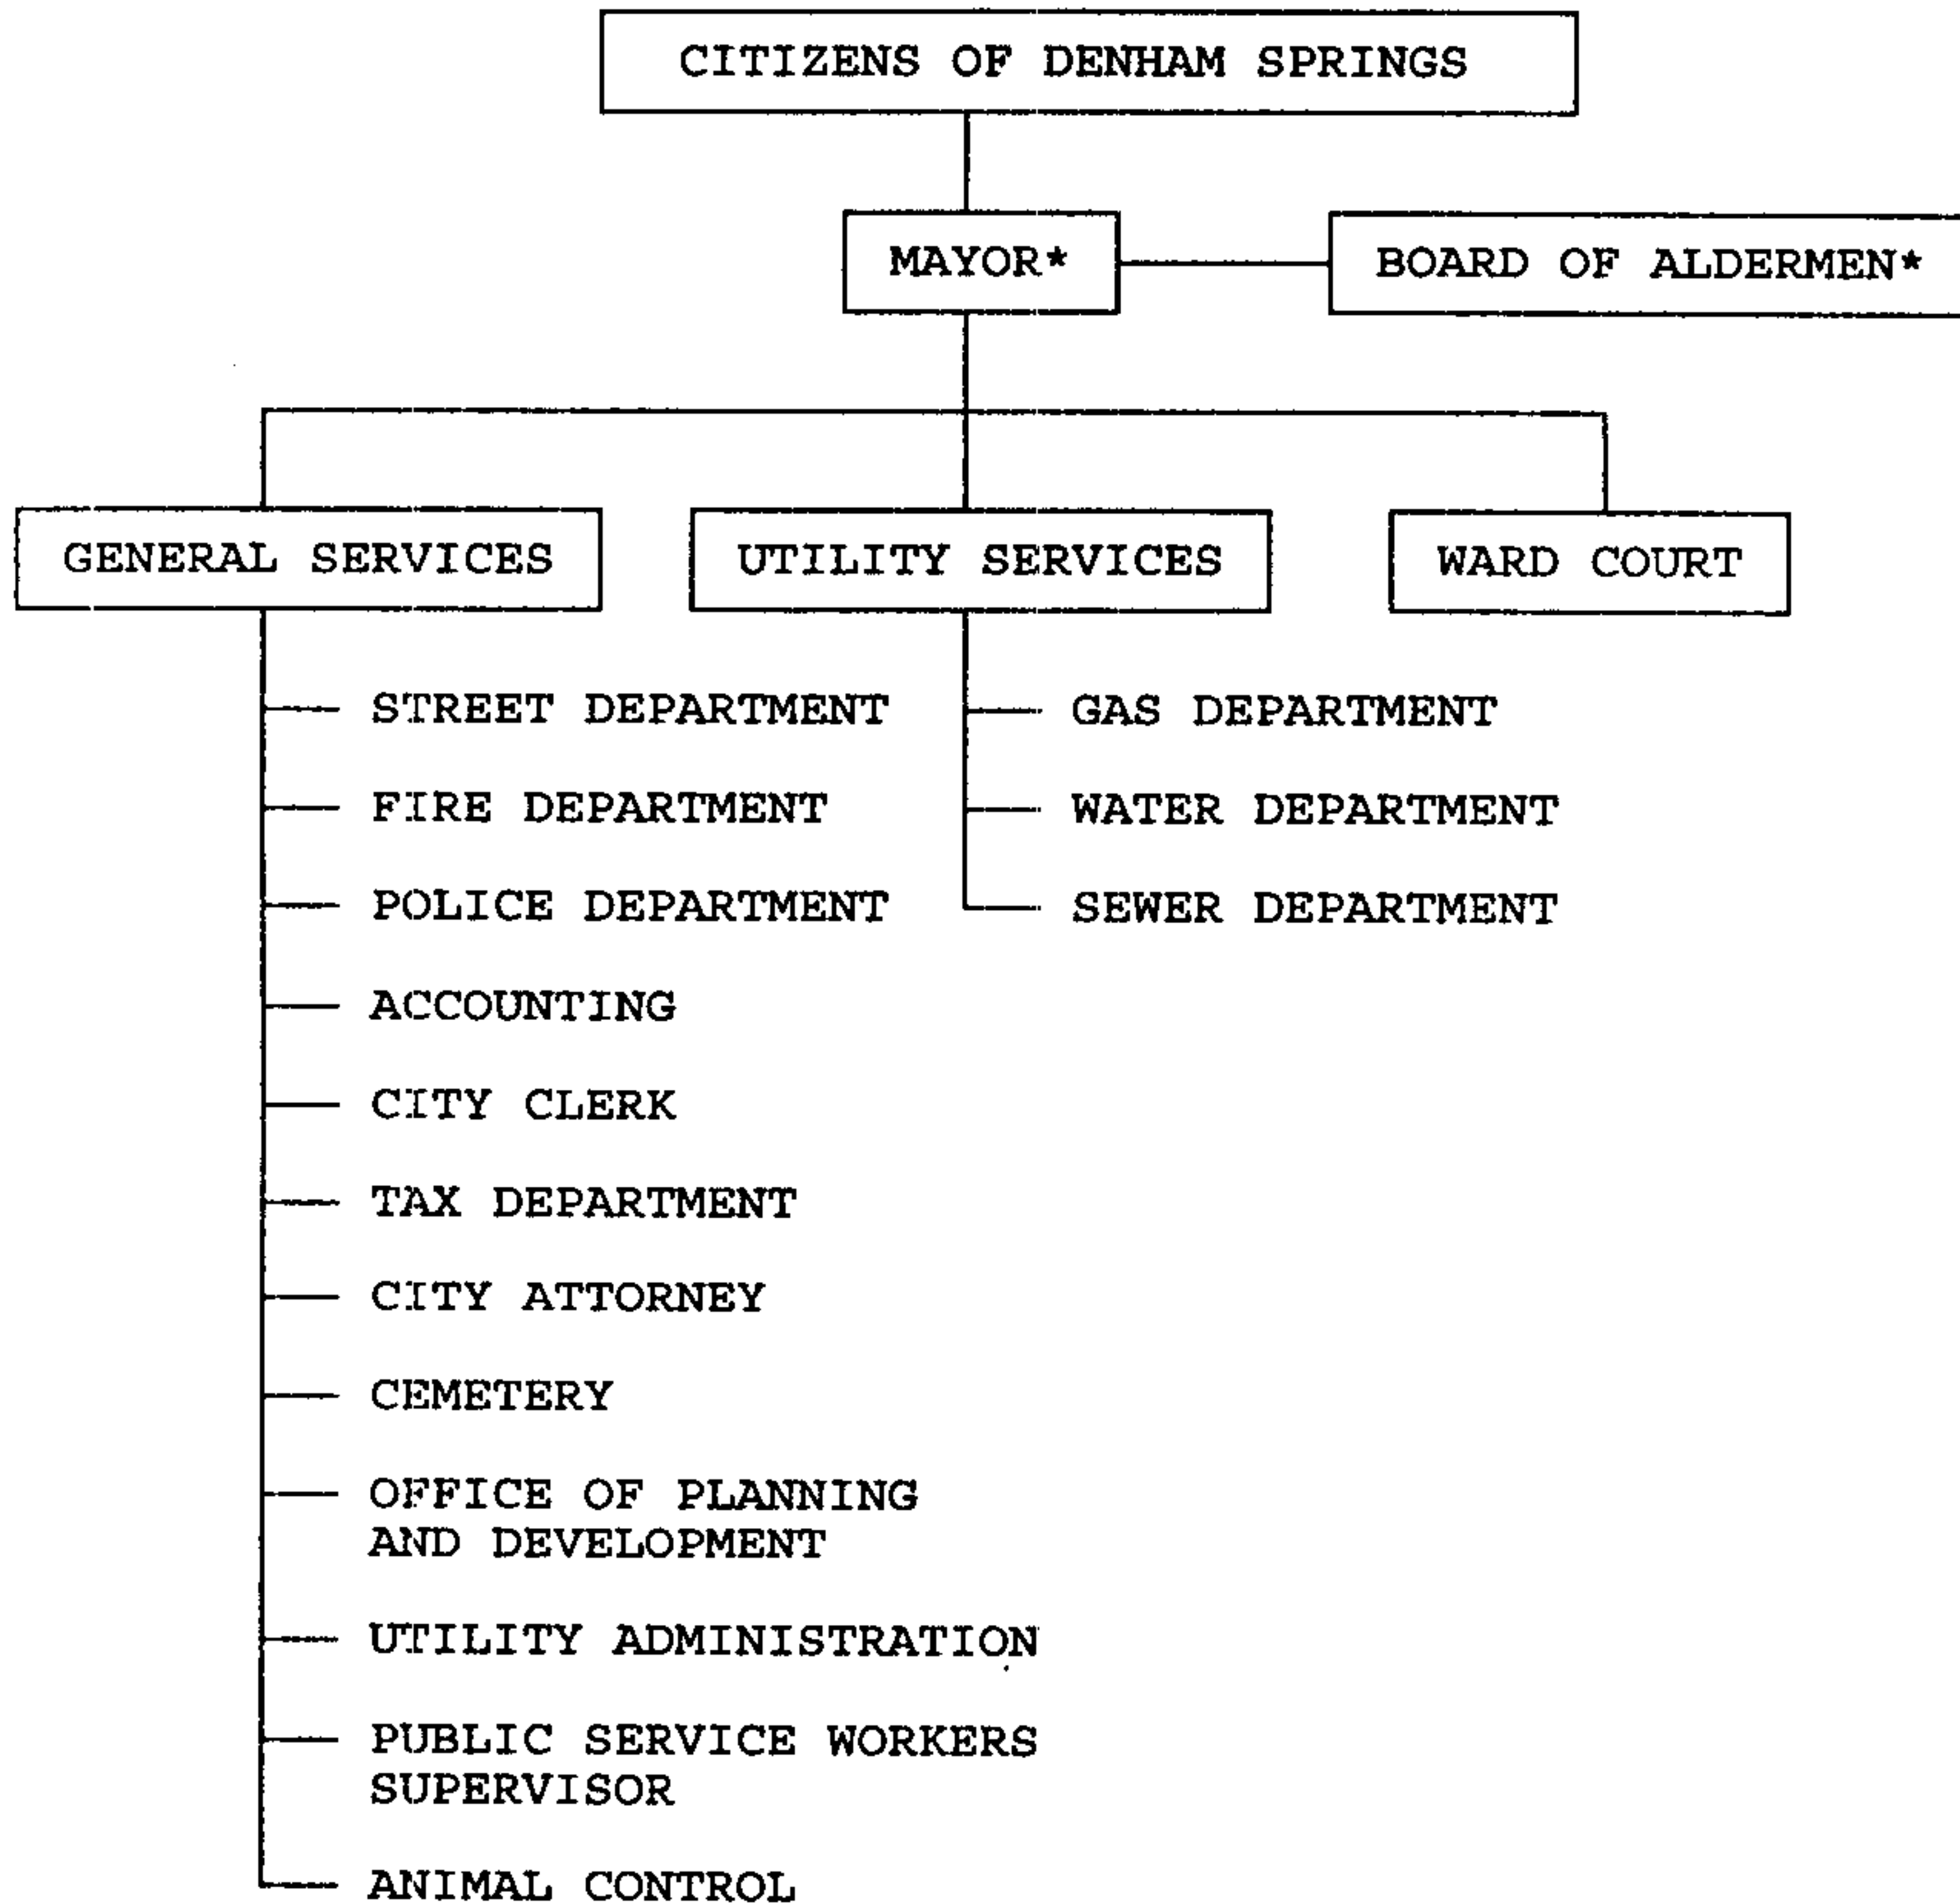 CITIZENS OF DENHAM SPRINGS
MAYOR*
BOARD OF ALDERMEN*
GENERAL SERVICES
UTILITY SERVICES
WARD COURT
STREET DEPARTMENT
FIRE DEPARTMENT
POLICE DEPARTMENT
ACCOUNTING
CITY CLERK
TAX DEPARTMENT
CITY ATTORNEY
CEMETERY
OFFICE OF PLANNING
AND DEVELOPMENT
UTILITY ADMINISTRATION
PUBLIC SERVICE WORKERS
SUPERVISOR
ANIMAL CONTROL
GAS DEPARTMENT
WATER DEPARTMENT
SEWER DEPARTMENT